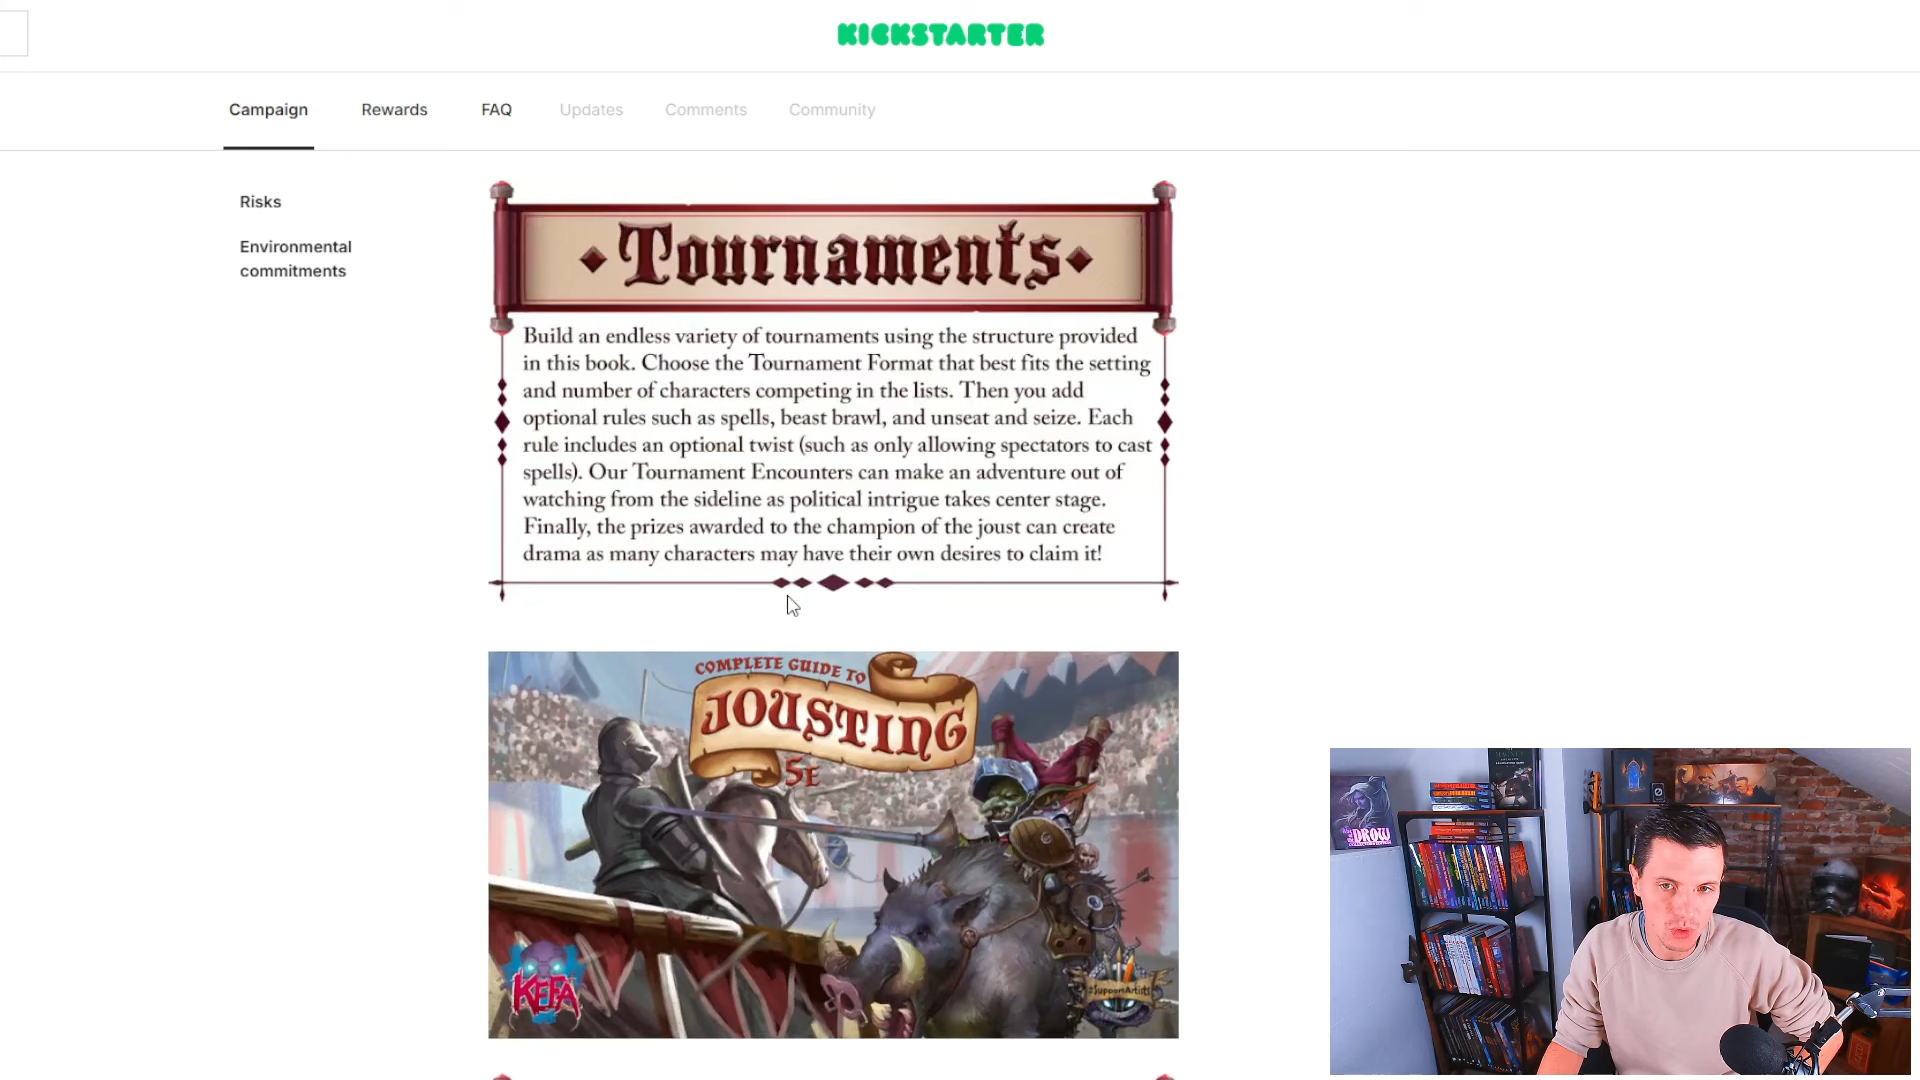 KICKSTARTER
Campaign
Rewards
FAQ
Updates
Comments
Community
Risks
Environmental
commitments
Tournaments
Build an endless variety of tournaments using the structure provided
in this book. Choose the Tournament Format that best fits the setting
and number of characters competing in the lists. Then you add
optional rules such as spells, beast brawl, and unseat and seize. Each
rule includes an optional twist (such as only allowing spectators to cast
spells). Our Tournament Encounters can make an adventure out of
watching from the sideline as political intrigue takes center stage.
Finally, the prizes awarded to the champion of the joust can create
drama as many characters may have their own desires to claim it!
COMPLETE GUIDE TO
JOUSTING
5E
KEFA
#SupportArtists
DROW